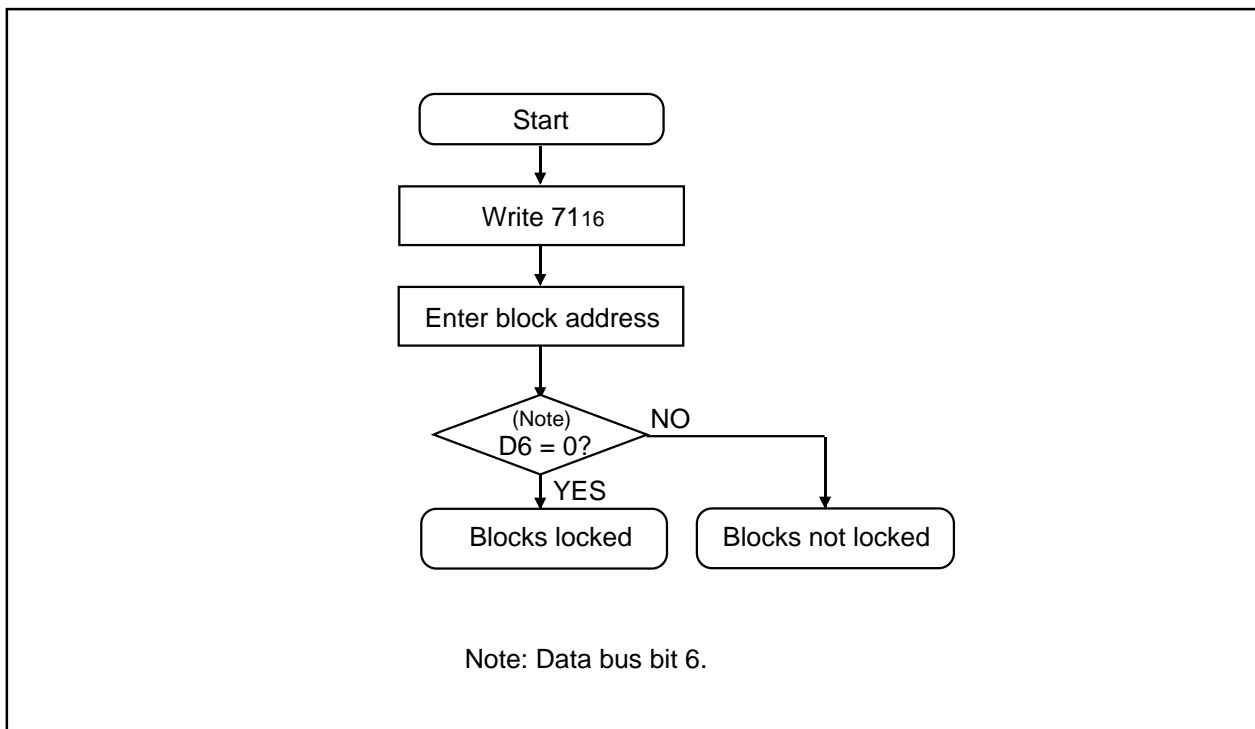 Start
Write 7116
Enter block address
(Note)
D6 = 0?
NO
YES
Blocks locked
Blocks not locked
Note: Data bus bit 6.